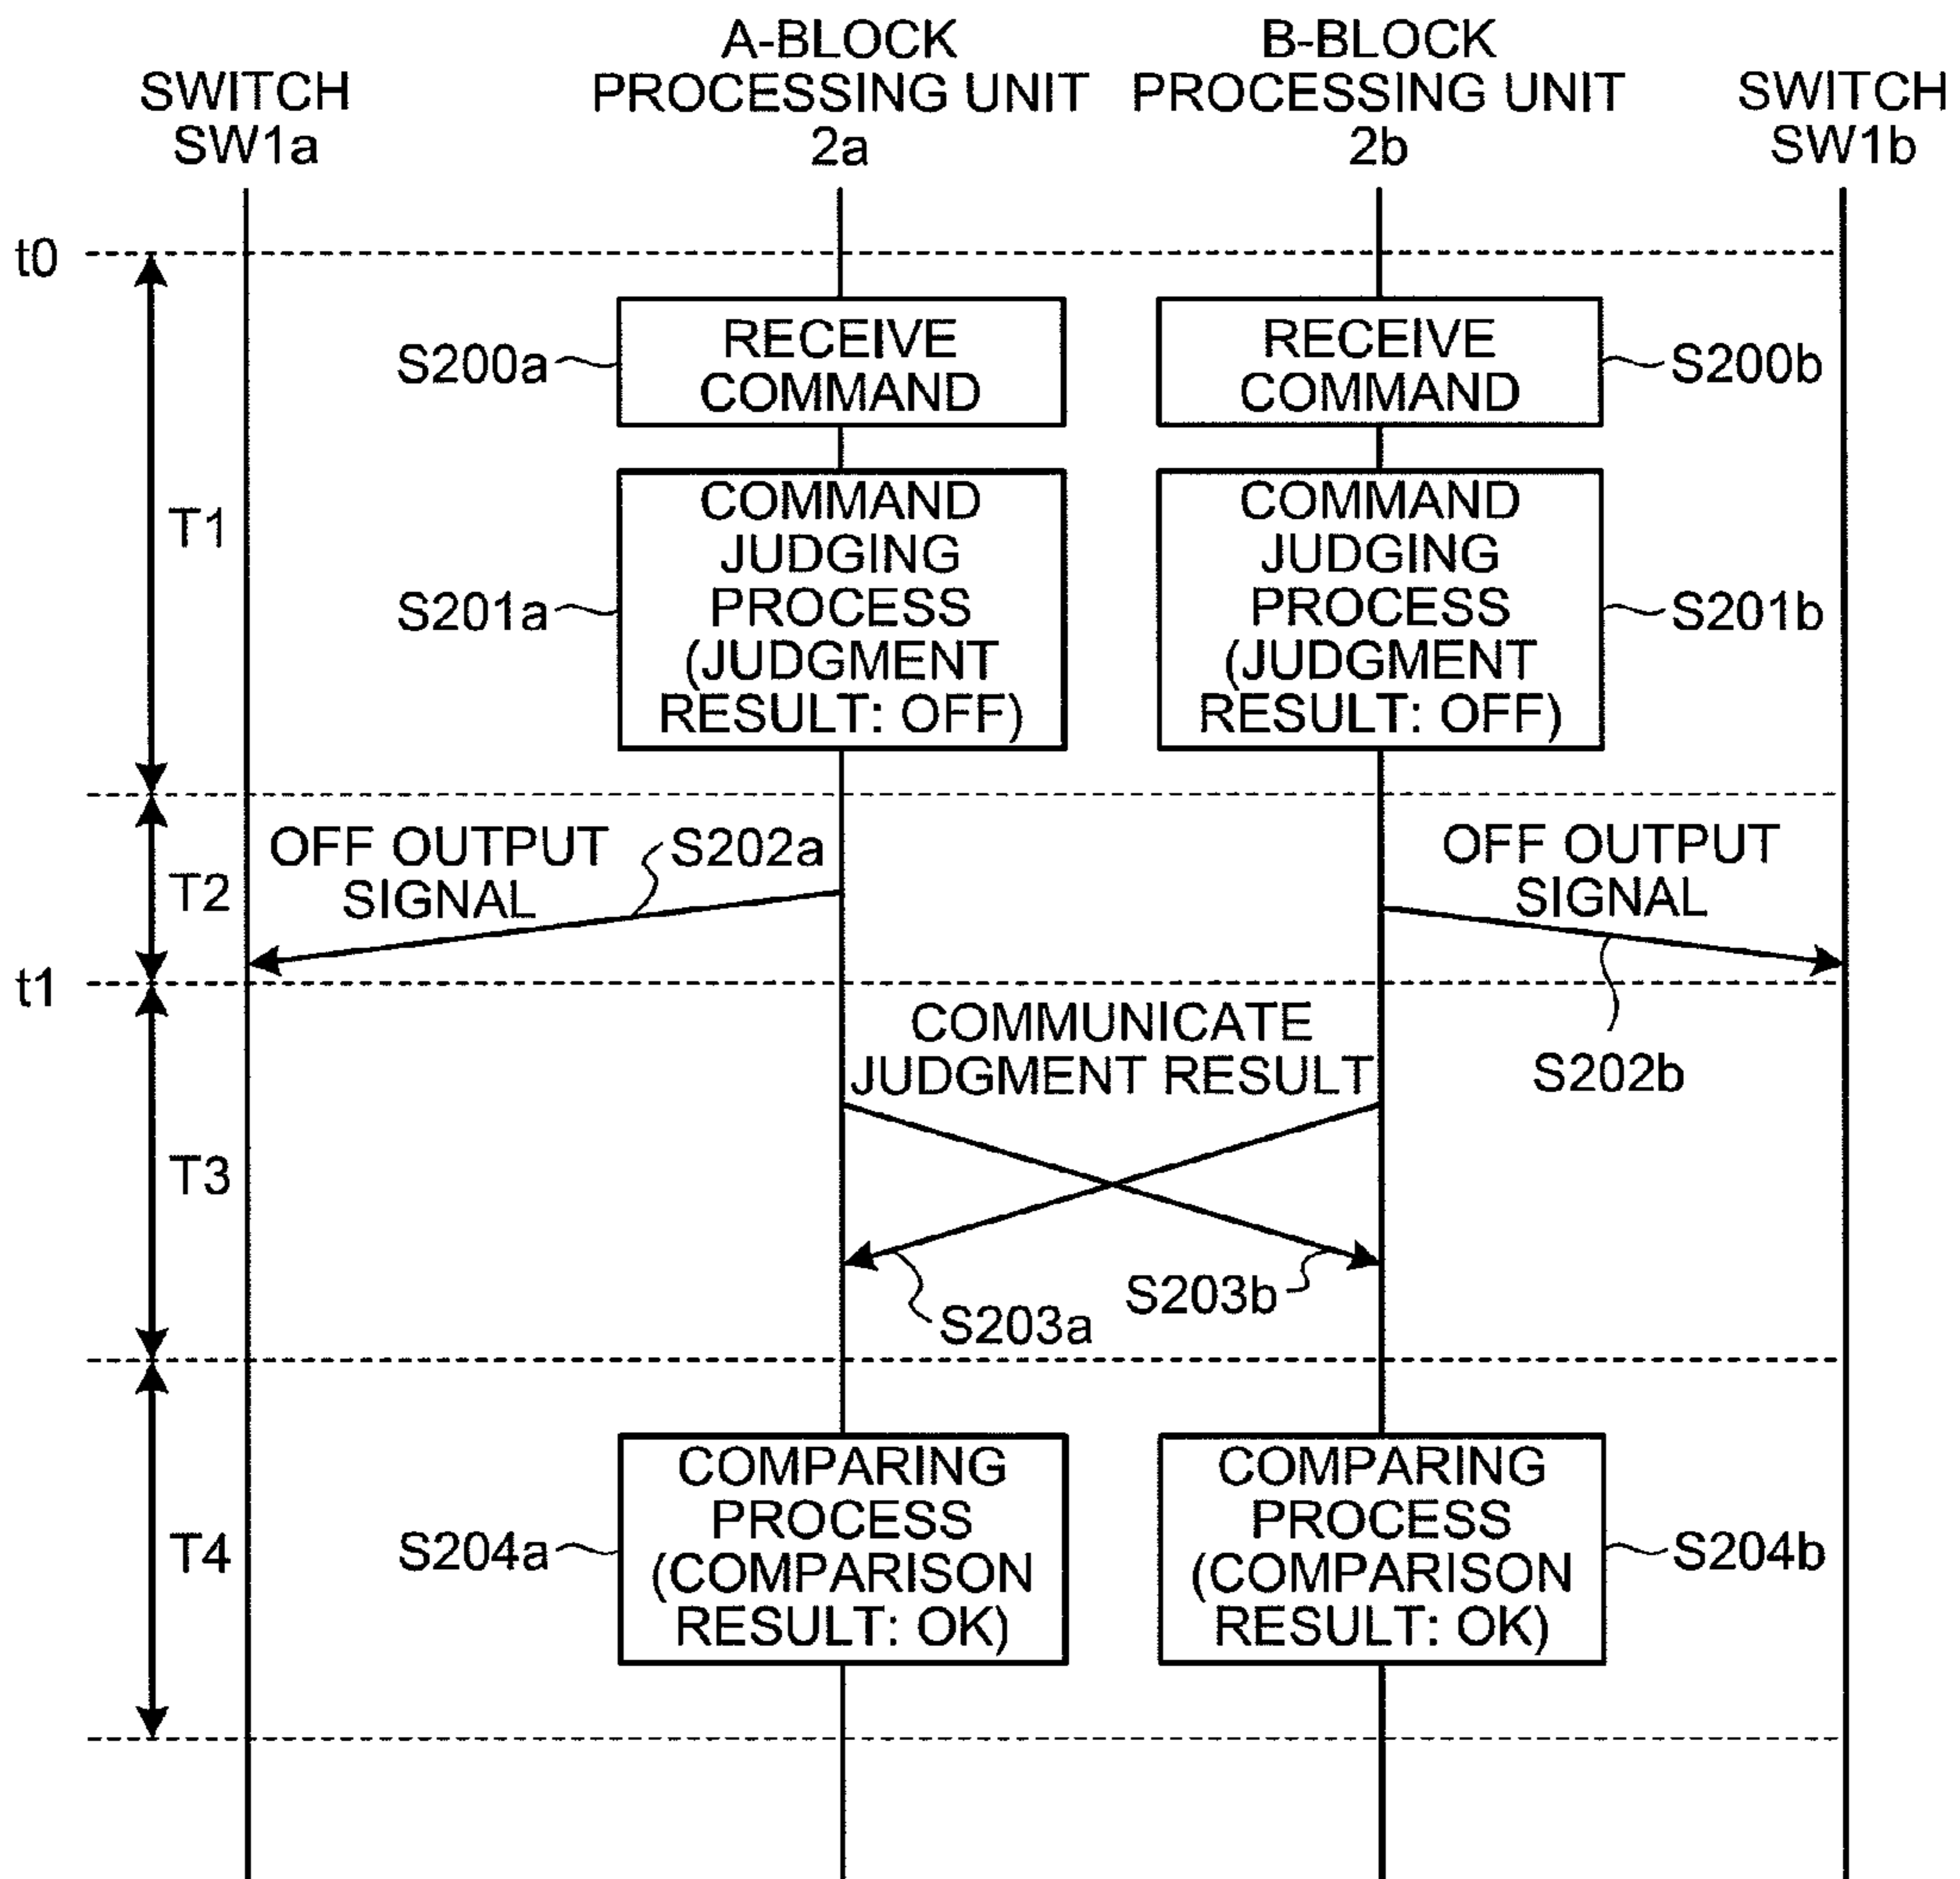 SWITCH
SW1a
A-BLOCK
PROCESSING UNIT
2a
B-BLOCK
PROCESSING UNIT
2b
SWITCH
SW1b
t0
T1
S200a
RECEIVE
COMMAND
RECEIVE
COMMAND
S200b
S201a
COMMAND
JUDGING
PROCESS
(JUDGMENT
RESULT: OFF)
COMMAND
JUDGING
PROCESS
(JUDGMENT
RESULT: OFF)
S201b
T2
OFF OUTPUT
SIGNAL
S202a
OFF OUTPUT
SIGNAL
S202b
t1
T3
COMMUNICATE
JUDGMENT RESULT
S203a
S203b
T4
S204a
COMPARING
PROCESS
(COMPARISON
RESULT: OK)
COMPARING
PROCESS
(COMPARISON
RESULT: OK)
S204b